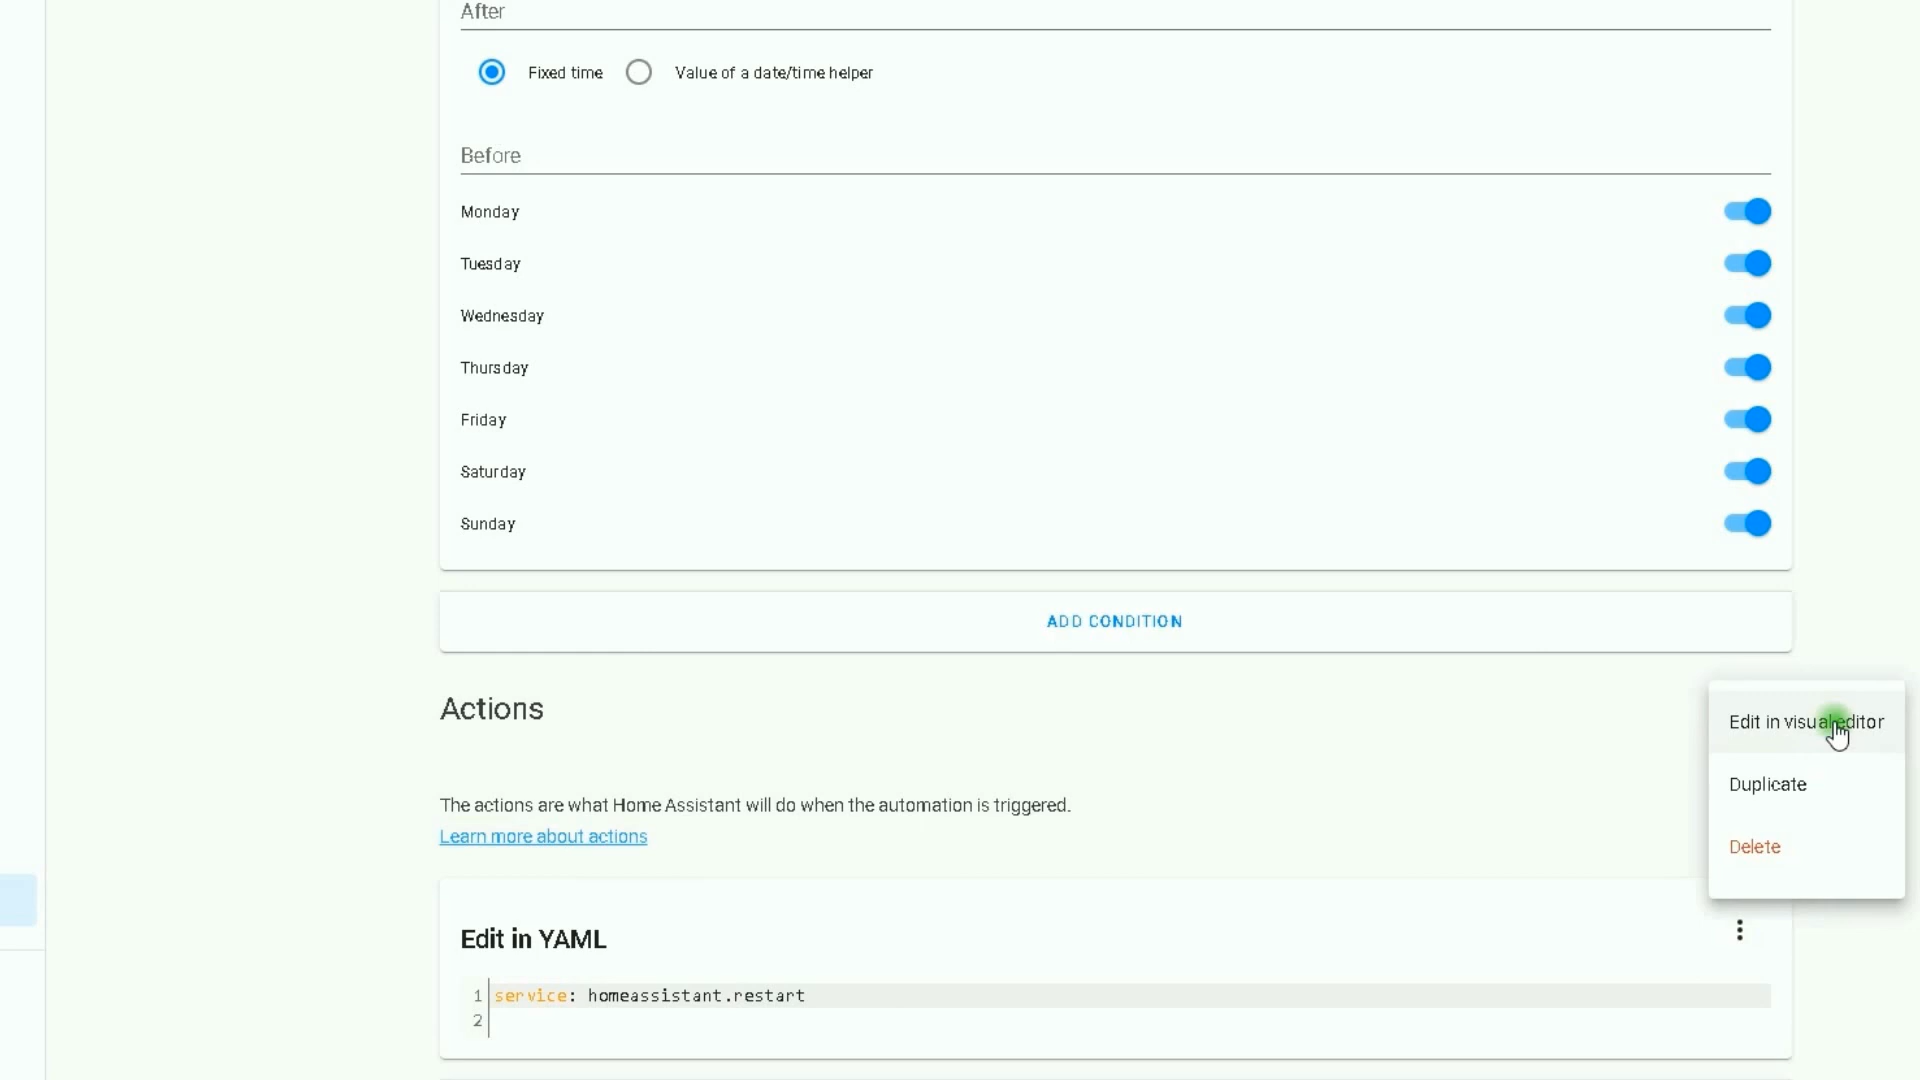 After
Fixed time
Value of a date/time helper
Before
Monday
Tuesday
Wednesday
Thursday
Friday
Saturday
Sunday
ADD CONDITION
Actions
Edit in visual editor
Duplicate
Delete
The actions are what Home Assistant will do when the automation is triggered.
Learn more about actions
Edit in YAML
1 service: homeassistant.restart
2